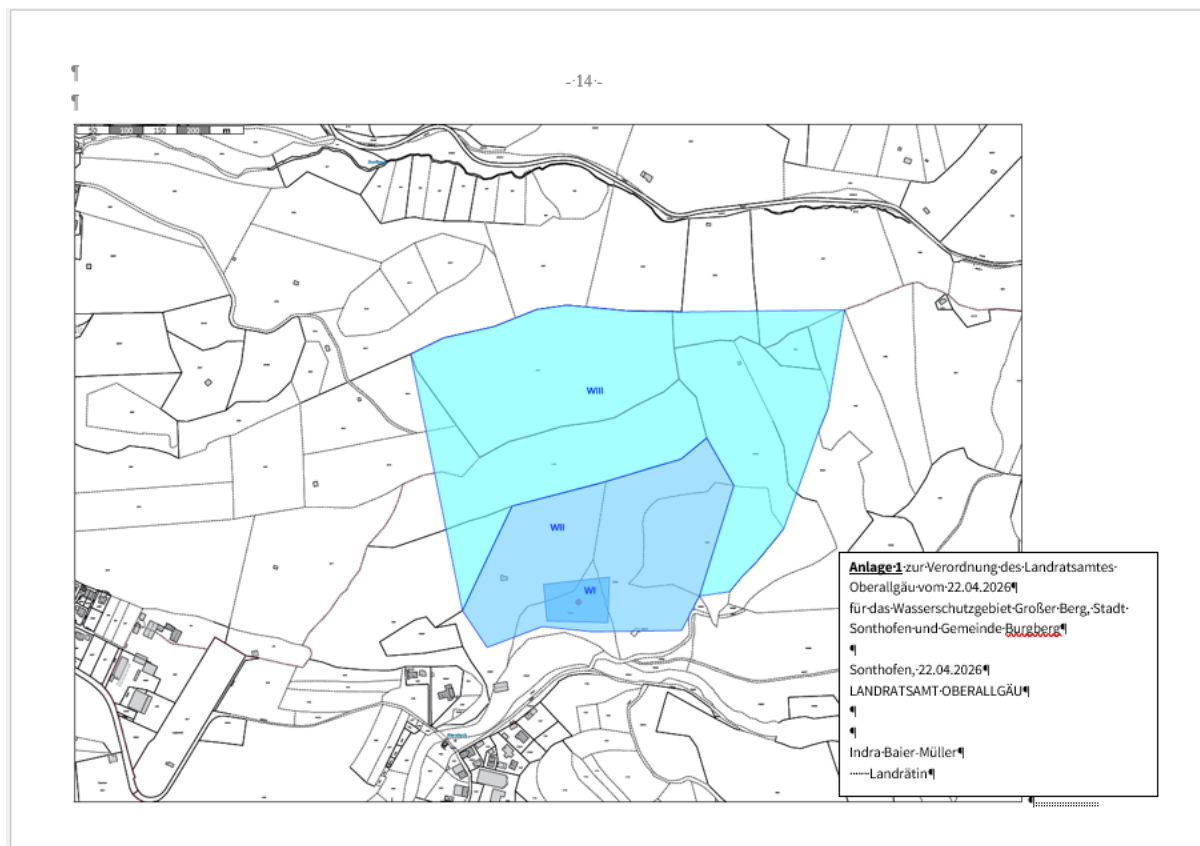 - 14 -
50 100 150 200 m
WIII
WII
WI
Anlage 1 zur Verordnung des Landratsamtes
Oberallgäu vom 22.04.2026
für das Wasserschutzgebiet Großer Berg, Stadt
Sonthofen und Gemeinde Burgberg
Sonthofen, 22.04.2026
LANDRATSAMT OBERALLGÄU
Indra Baier-Müller
Landrätin